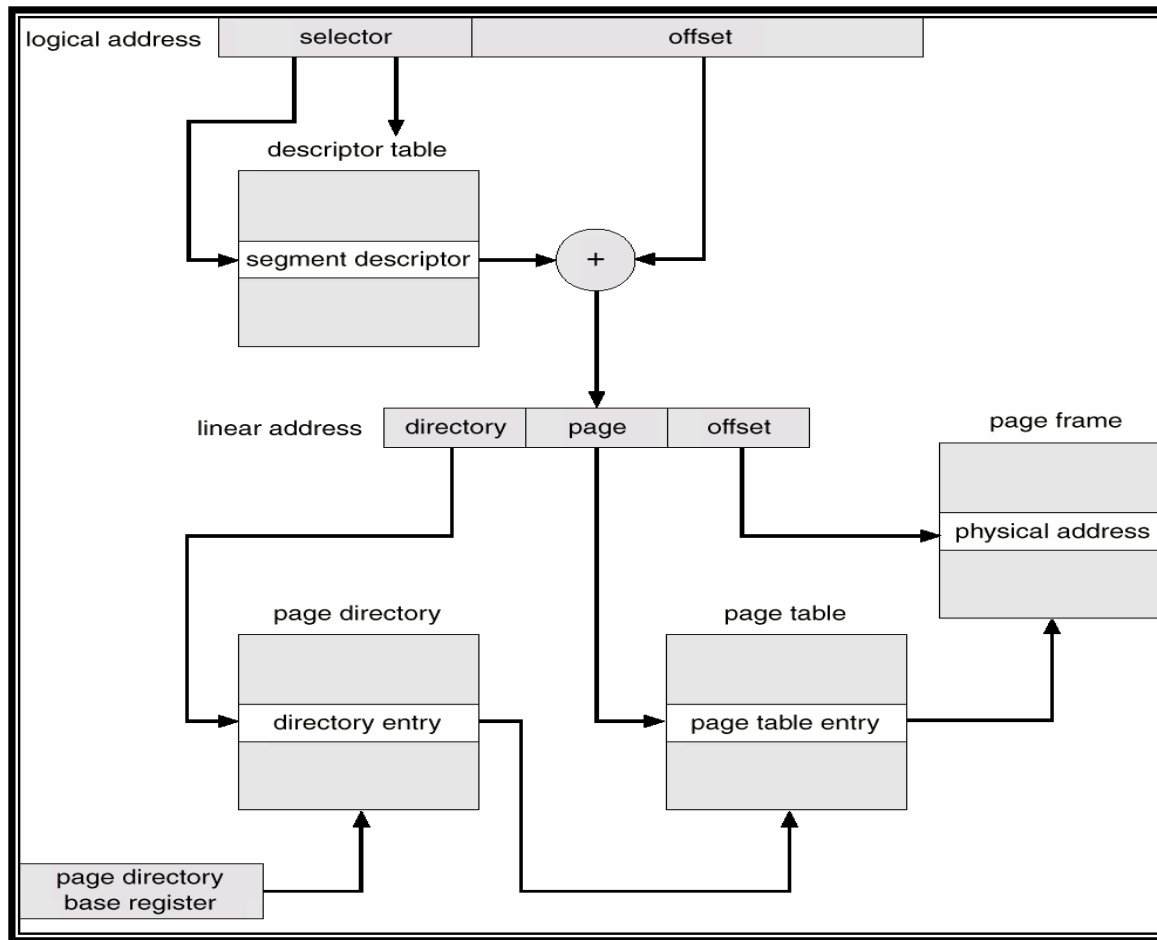 logical address
selector
offset
descriptor table
segment descriptor
+
linear address
directory
page
offset
page frame
physical address
page directory
page table
directory entry
page table entry
page directory
base register